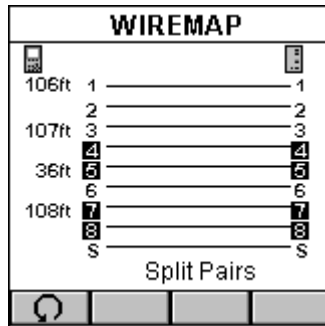 WIREMAP
106ft 1 1
2 2
107ft 3 3
4 4
36ft 5 5
6 6
108ft 7 7
8 8
S S
Split Pairs